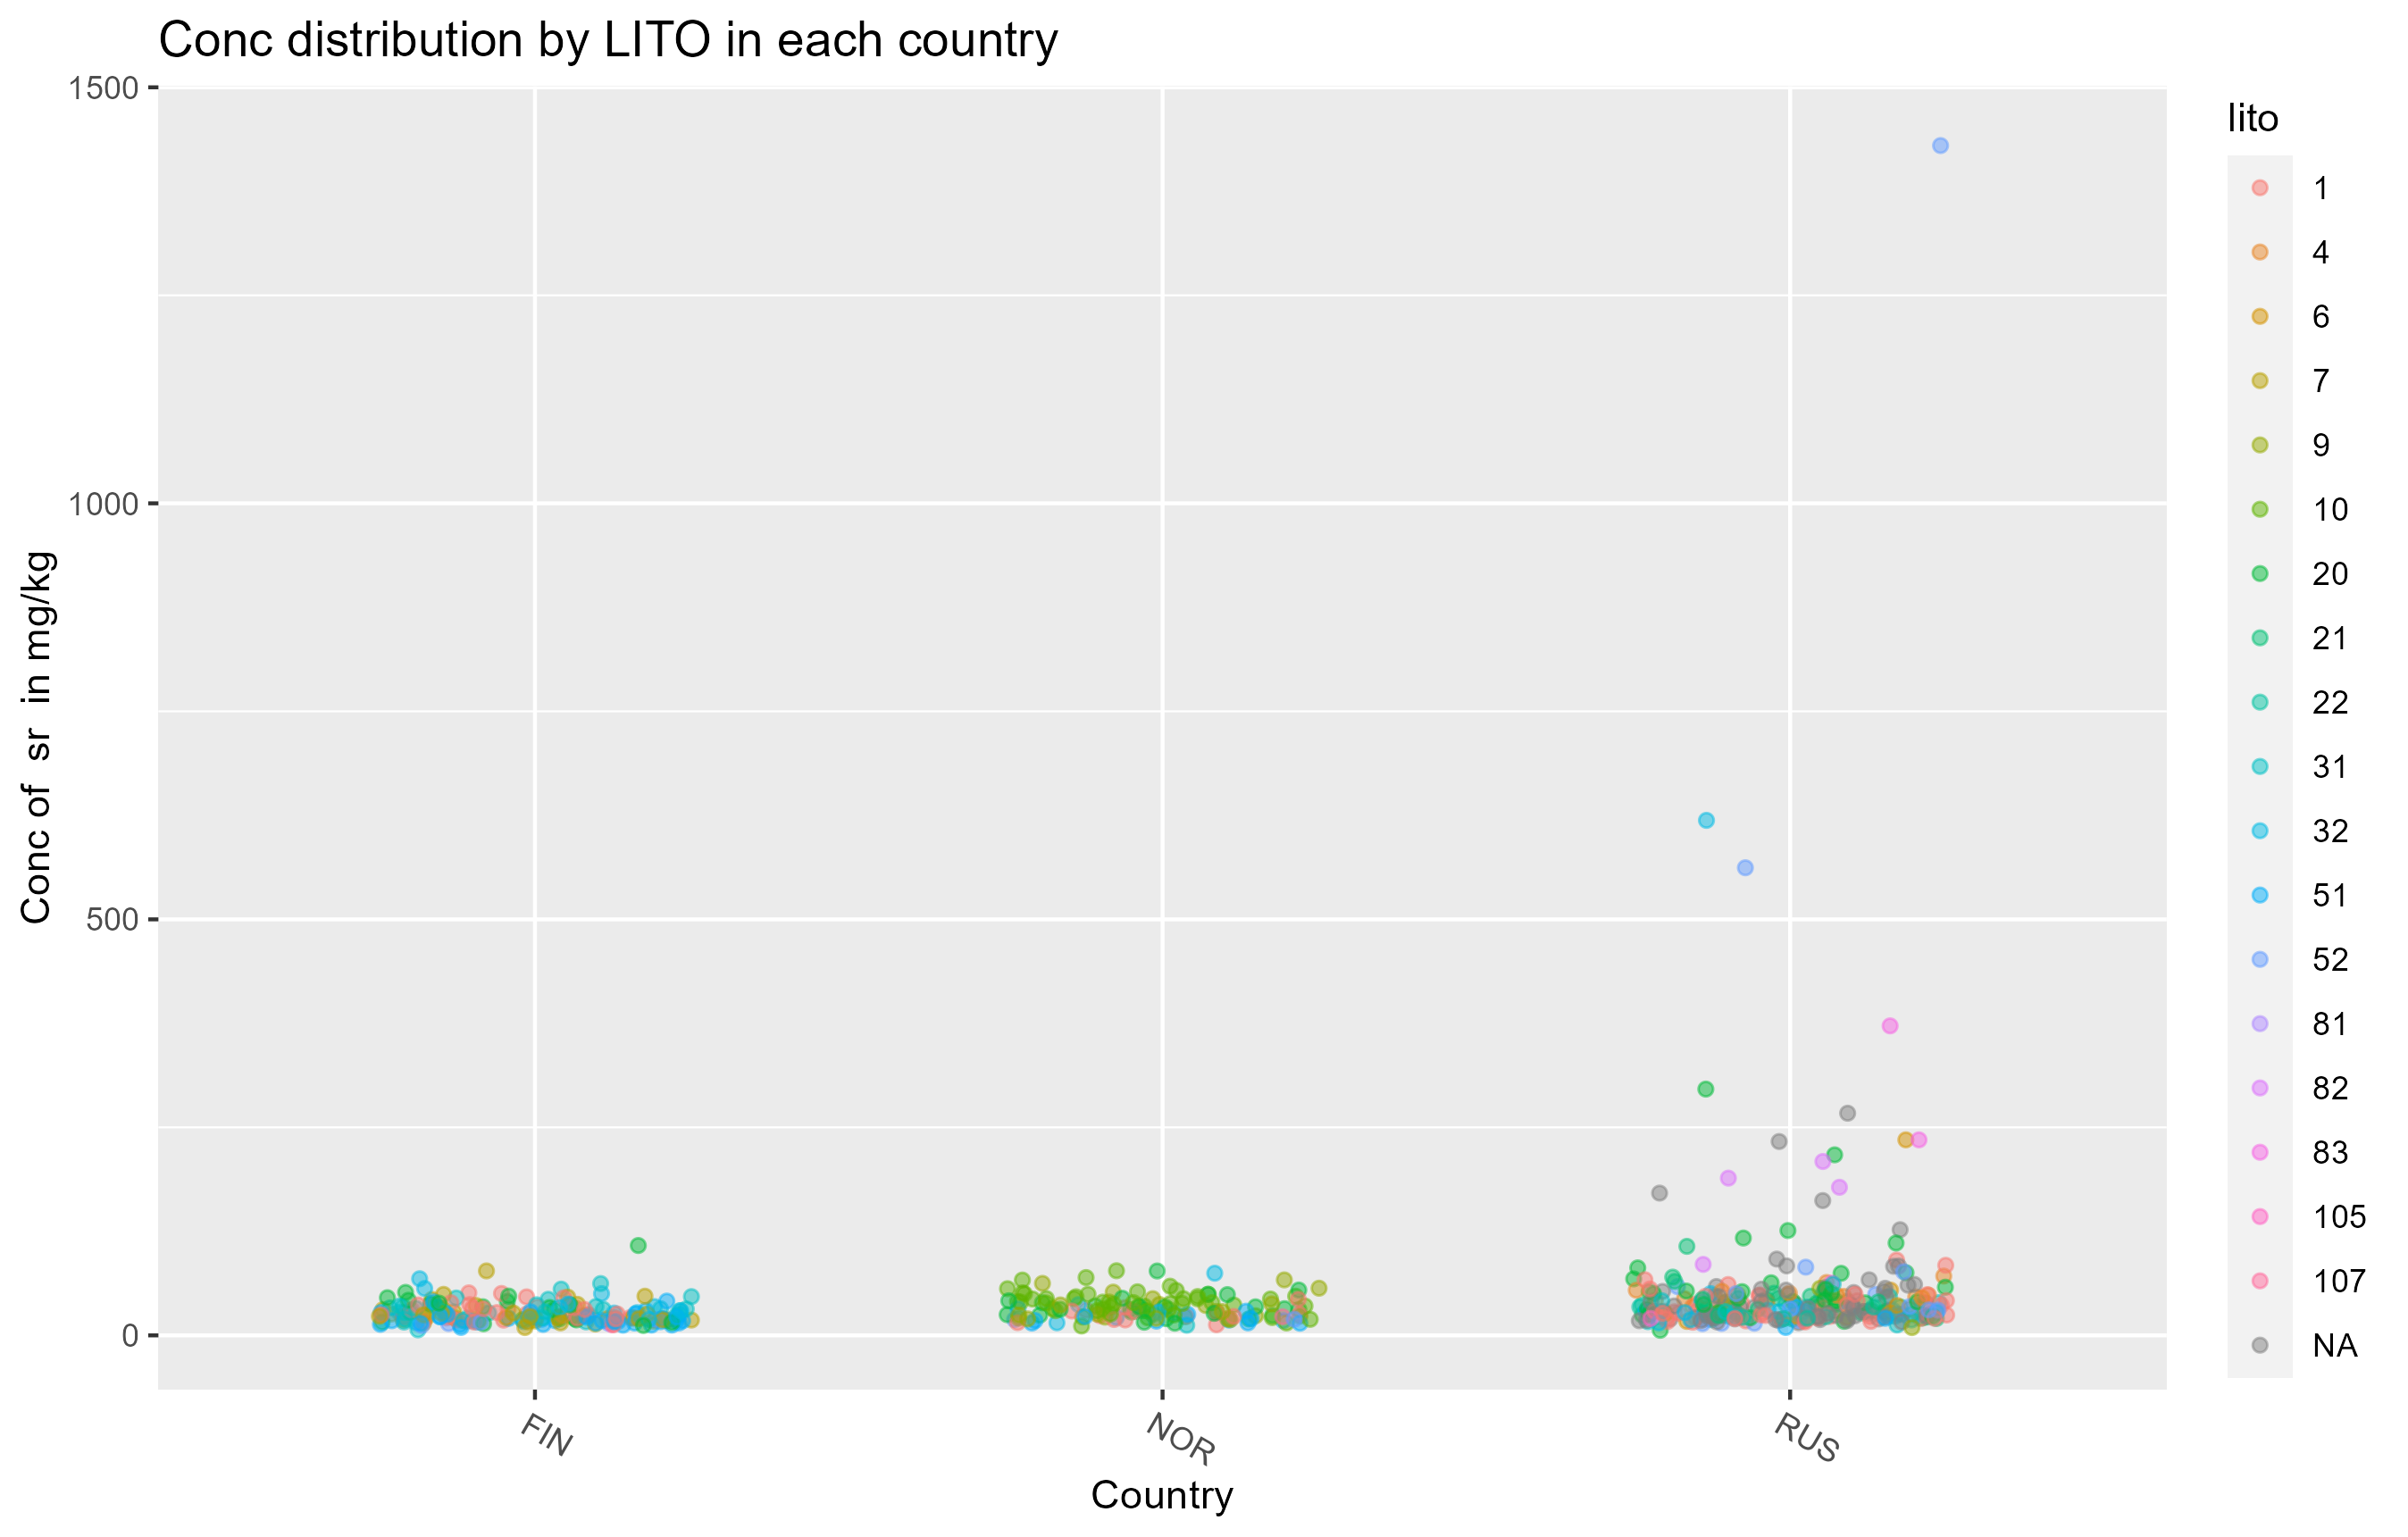 Conc distribution by LITO in each country
1500
1000
500
0
Conc of  sr  in mg/kg
FIN
NOR
RUS
Country
lito
1
4
6
7
9
10
20
21
22
31
32
51
52
81
82
83
105
107
NA